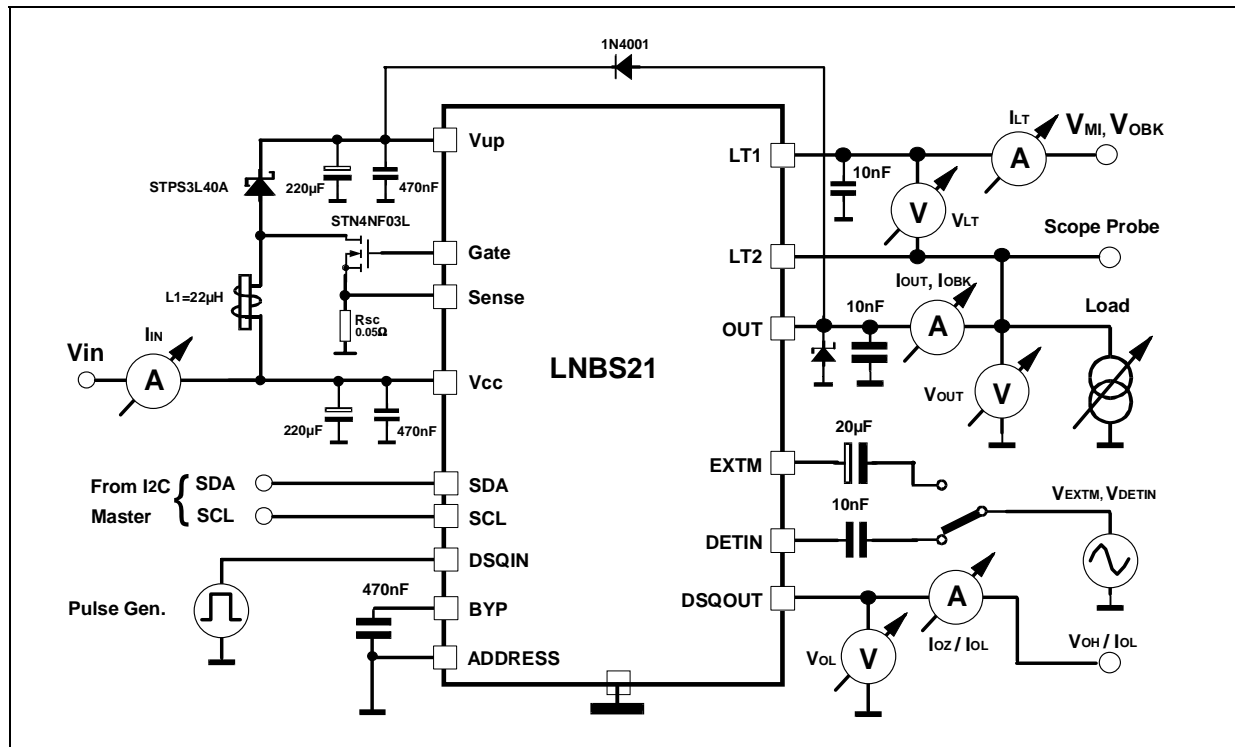 1N4001
Vup
STPS3L40A
220µF
470nF
STN4NF03L
Gate
Sense
L1=22µH
Rsc
0.05Ω
IIN
Vin
A
Vcc
220µF
470nF
From I2C
Master
{
SDA
SCL
SDA
SCL
DSQIN
Pulse Gen.
470nF
BYP
ADDRESS
LNBS21
LT1
10nF
ILT
A
VMI, VOBK
V
VLT
LT2
Scope Probe
OUT
10nF
IOUT, IOBK
A
Load
VOUT
V
EXTM
20µF
10nF
DETIN
VEXTM, VDETIN
DSQOUT
A
IOZ / IOL
VOL
V
VOH / IOL